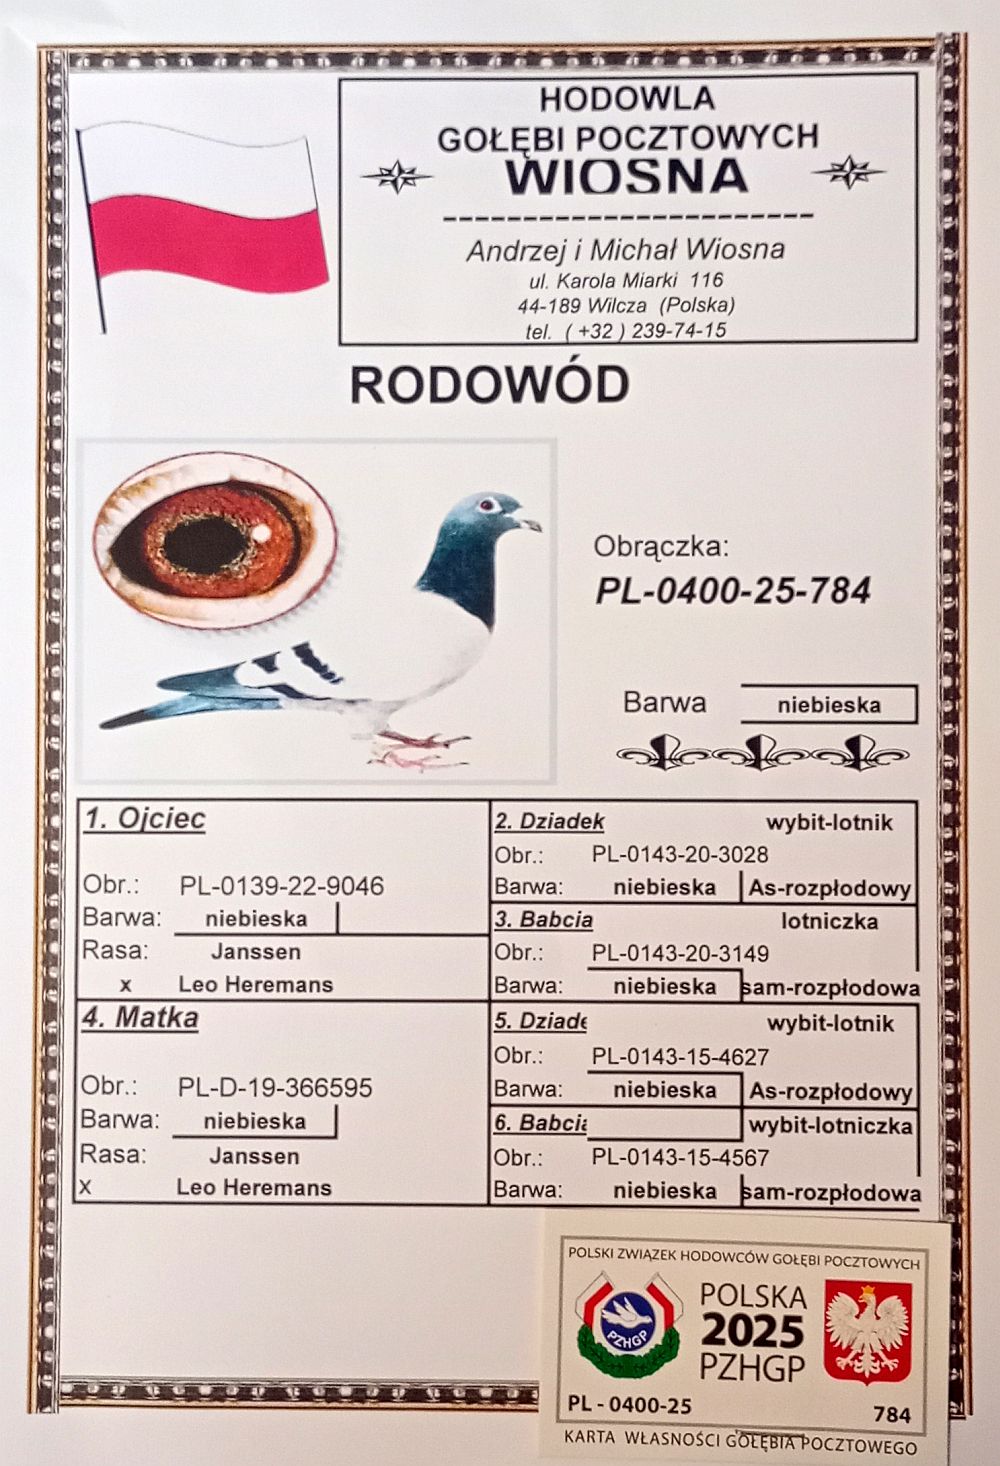 HODOWLA
GOŁĘBI POCZTOWYCH
WIOSNA
-----------------------
Andrzej i Michał Wiosna
ul. Karola Miarki 116
44-189 Wilcza (Polska)
tel. ( +32 ) 239-74-15
RODOWÓD
Obrączka:
PL-0400-25-784
Barwa niebieska
1. Ojciec
Obr.: PL-0139-22-9046
Barwa: niebieska
Rasa: Janssen
x Leo Heremans
2. Dziadek wybit-lotnik
Obr.: PL-0143-20-3028
Barwa: niebieska As-rozpłodowy
3. Babcia lotniczka
Obr.: PL-0143-20-3149
Barwa: niebieska sam-rozpłodowa
4. Matka
Obr.: PL-D-19-366595
Barwa: niebieska
Rasa: Janssen
X Leo Heremans
5. Dziade wybit-lotnik
Obr.: PL-0143-15-4627
Barwa: niebieska As-rozpłodowy
6. Babcia wybit-lotniczka
Obr.: PL-0143-15-4567
Barwa: niebieska sam-rozpłodowa
POLSKI ZWIĄZEK HODOWCÓW GOŁĘBI POCZTOWYCH
PZHGP
POLSKA
2025
PZHGP
PL - 0400-25 784
KARTA WŁASNOŚCI GOŁĘBIA POCZTOWEGO